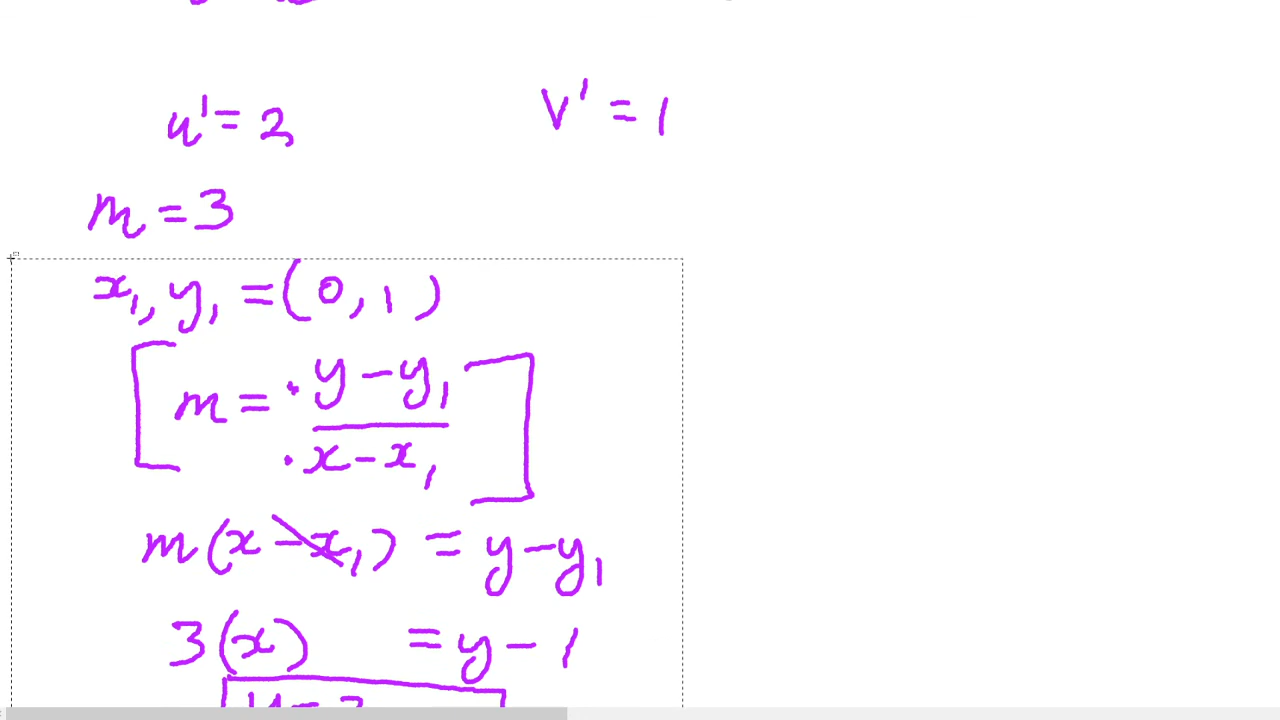 u' = 2 v' = 1
m = 3
x₁, y₁ = (0, 1)
[m = y - y₁ / x - x₁]
m(x - x₁) = y - y₁
3(x) = y - 1